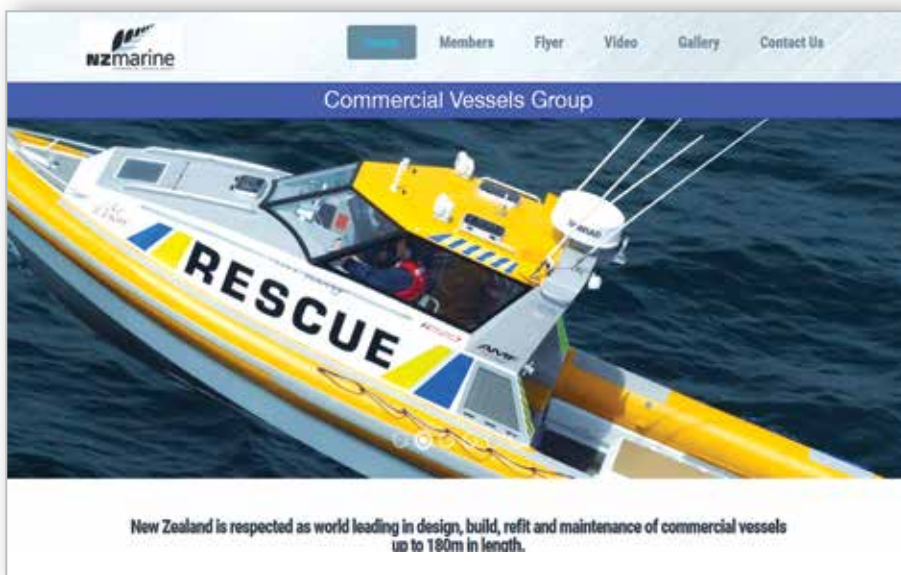 NZmarine
Members
Flyer
Video
Gallery
Contact Us
Commercial Vessels Group
RESCUE
AMF
New Zealand is respected as world leading in design, build, refit and maintenance of commercial vessels
up to 180m in length.